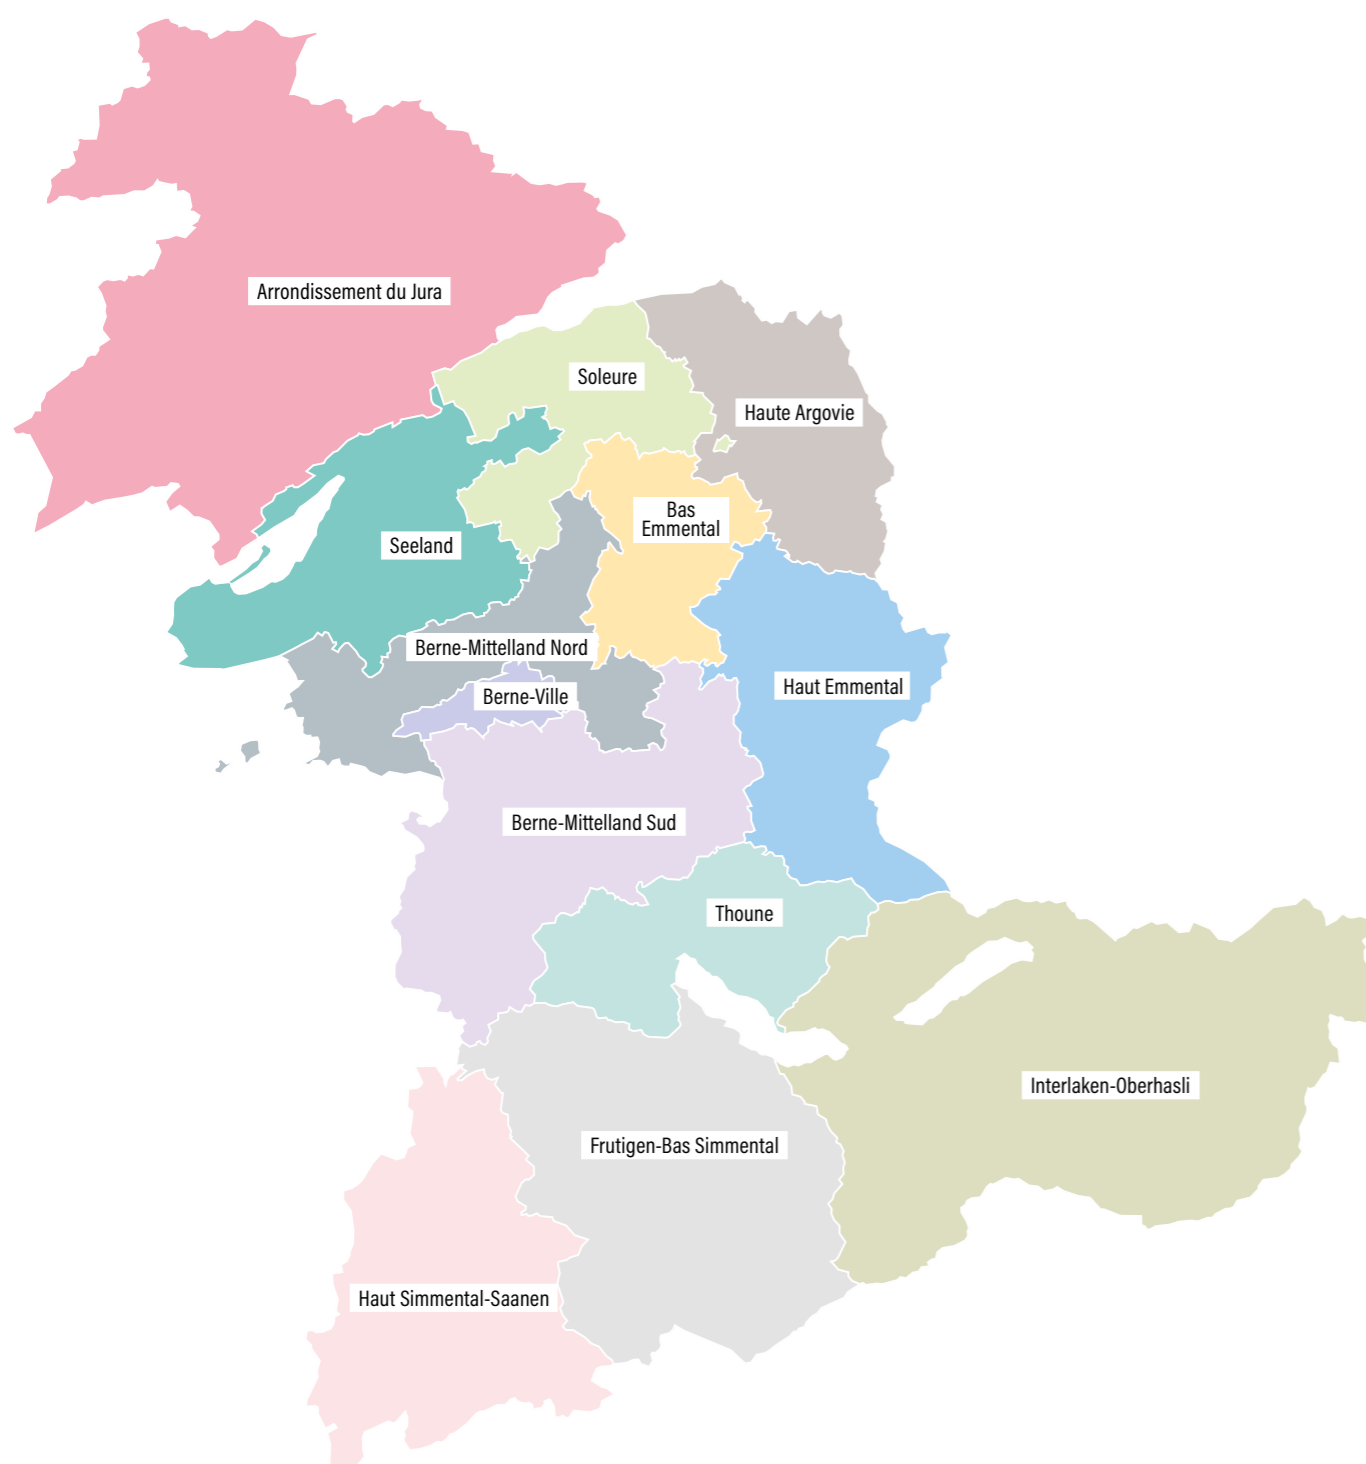 Arrondissement du Jura
Soleure
Haute Argovie
Bas
Emmental
Seeland
Berne-Mittelland Nord
Haut Emmental
Berne-Ville
Berne-Mittelland Sud
Thoune
Interlaken-Oberhasli
Frutigen-Bas Simmental
Haut Simmental-Saanen